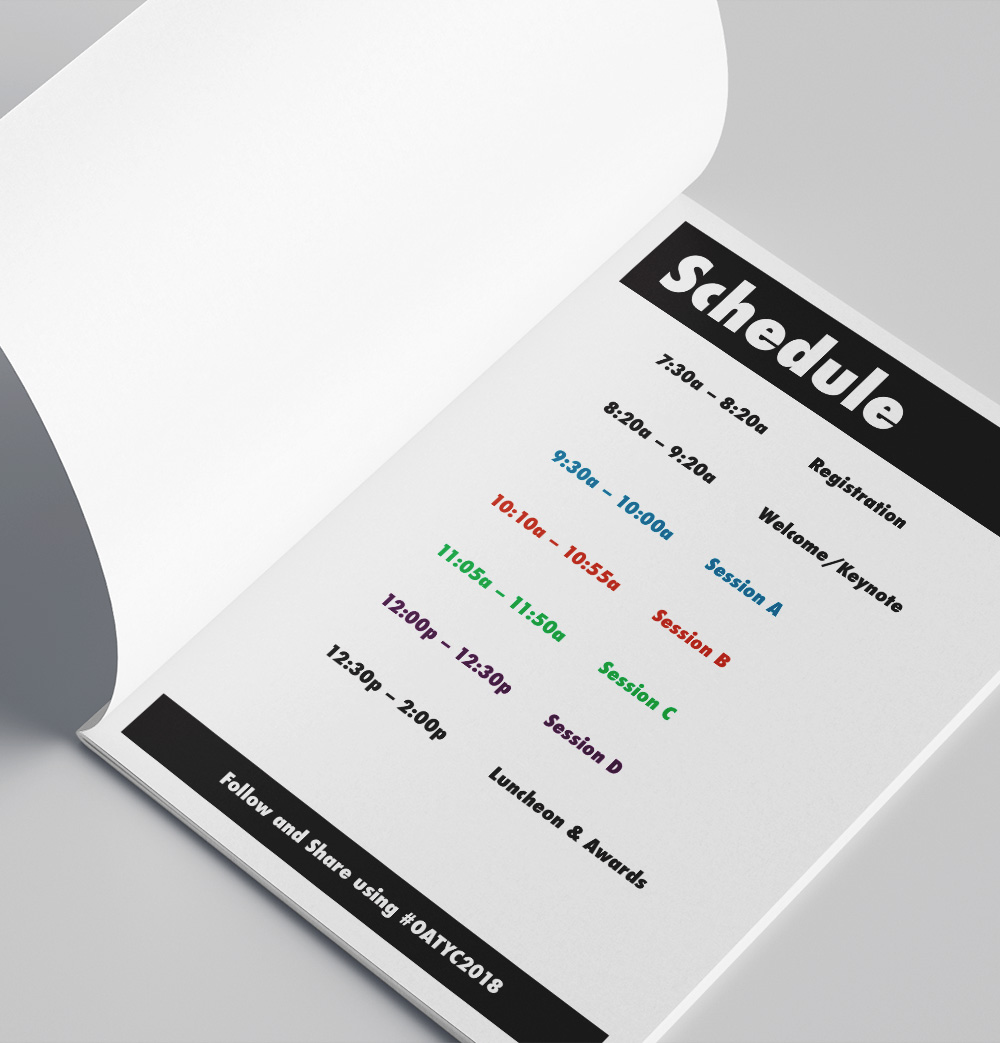 Schedule
7:30a – 8:20a Registration
8:20a – 9:20a Welcome/Keynote
9:30a – 10:00a Session A
10:10a – 10:55a Session B
11:05a – 11:50a Session C
12:00p – 12:30p Session D
12:30p – 2:00p Luncheon & Awards
Follow and Share using #OATYC2018